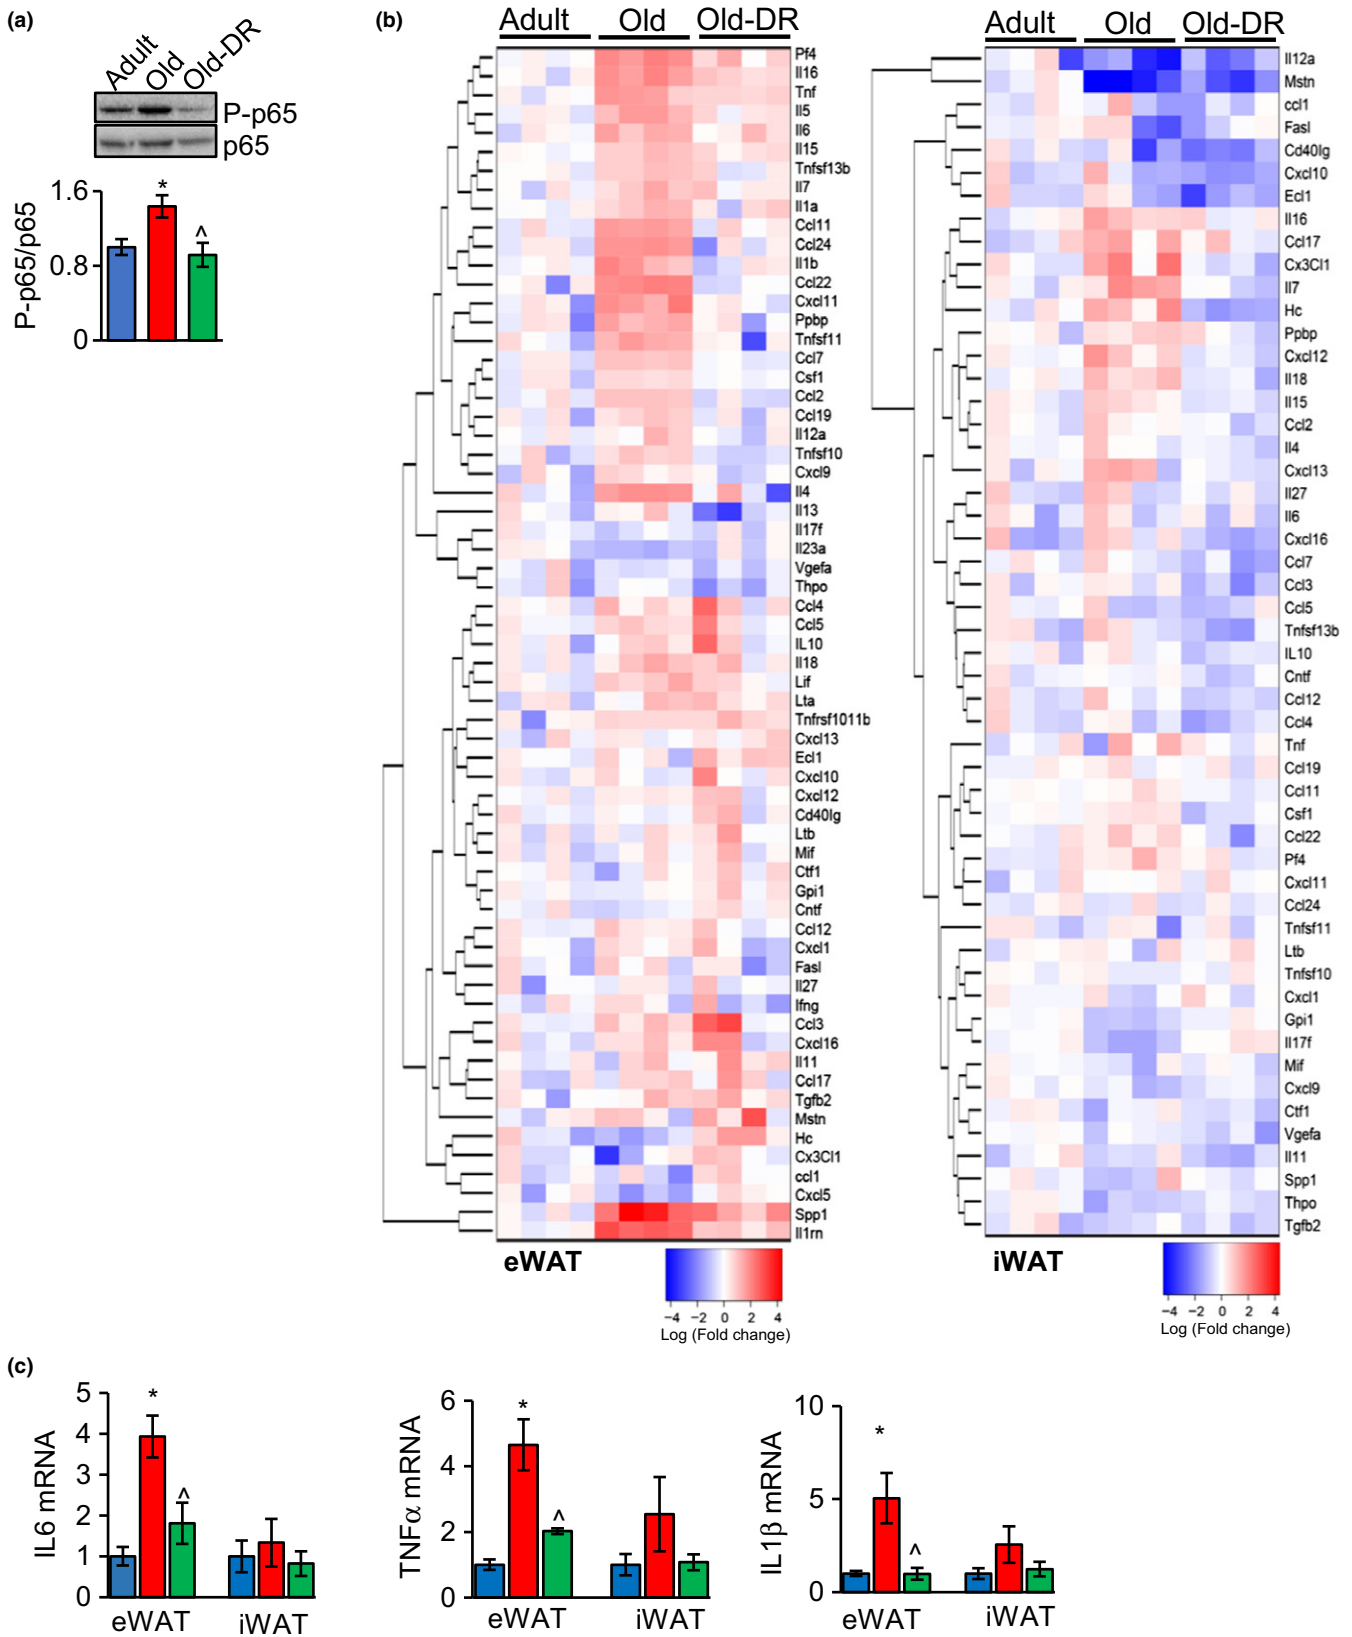 (a)
Adult Old Old-DR
P-p65
p65
P-p65/p65
1.6
0.8
0
*
^
(b)
Adult Old Old-DR
Pf4
Il16
Tnf
Il5
Il6
Il15
Tnfsf13b
Il7
Il1a
Ccl11
Ccl24
Il1b
Ccl22
Cxcl11
Ppbp
Tnfsf11
Ccl7
Csf1
Ccl2
Ccl19
Il12a
Tnfsf10
Cxcl9
Il4
Il13
Il17f
Il23a
Vgefa
Thpo
Ccl4
Ccl5
IL10
Il18
Lif
Lta
Tnfrsf1011b
Cxcl13
Ecl1
Cxcl10
Cxcl12
Cd40lg
Ltb
Mif
Ctf1
Gpi1
Cntf
Ccl12
Cxcl1
Fasl
Il27
Ifng
Ccl3
Cxcl16
Il11
Ccl17
Tgfb2
Mstn
Hc
Cx3Cl1
ccl1
Cxcl5
Spp1
Il1rn
eWAT
−4 −2 0 2 4
Log (Fold change)
Adult Old Old-DR
Il12a
Mstn
ccl1
Fasl
Cd40lg
Cxcl10
Ecl1
Il16
Ccl17
Cx3Cl1
Il7
Hc
Ppbp
Cxcl12
Il18
Il15
Ccl2
Il4
Cxcl13
Il27
Il6
Cxcl16
Ccl7
Ccl3
Ccl5
Tnfsf13b
IL10
Cntf
Ccl12
Ccl4
Tnf
Ccl19
Ccl11
Csf1
Ccl22
Pf4
Cxcl11
Ccl24
Tnfsf11
Ltb
Tnfsf10
Cxcl1
Gpi1
Il17f
Mif
Cxcl9
Ctf1
Vgefa
Il11
Spp1
Thpo
Tgfb2
iWAT
−4 −2 0 2 4
Log (Fold change)
(c)
IL6 mRNA
5
4
3
2
1
0
*
^
eWAT iWAT
TNFα mRNA
6
4
2
0
*
^
eWAT iWAT
IL1β mRNA
10
5
0
*
^
eWAT iWAT